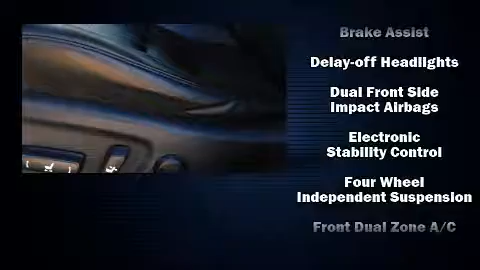 Brake Assist
Delay-off Headlights
Dual Front Side
Impact Airbags
Electronic
Stability Control
Four Wheel
Independent Suspension
Front Dual Zone A/C